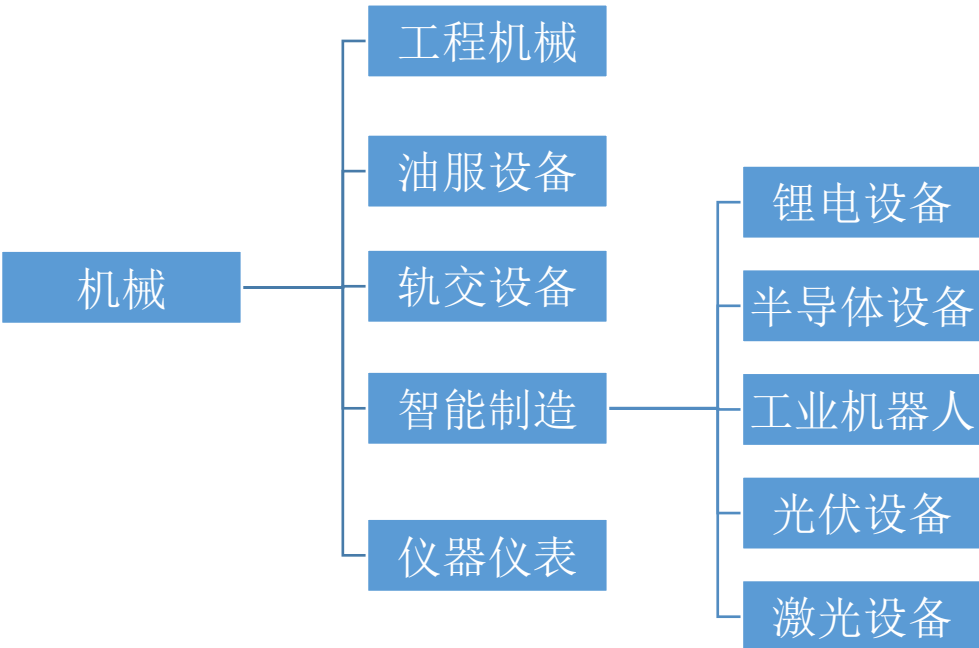 机械
工程机械
油服设备
轨交设备
智能制造
仪器仪表
锂电设备
半导体设备
工业机器人
光伏设备
激光设备